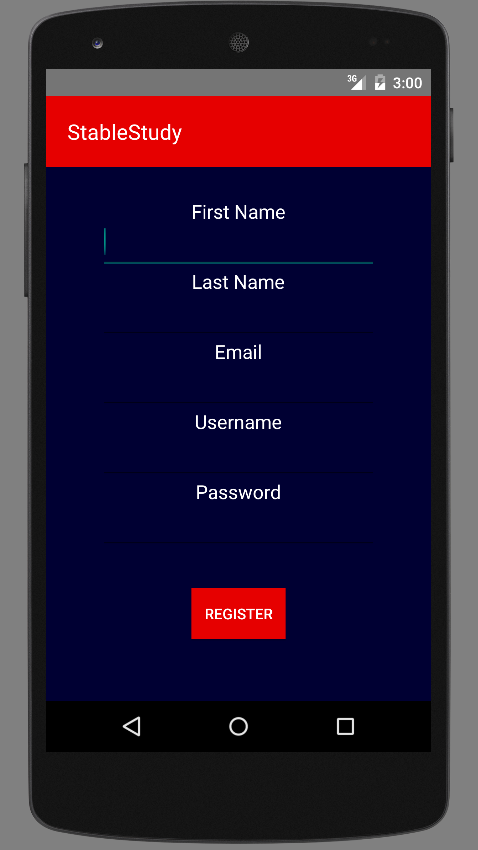 3G 3:00
StableStudy
First Name
Last Name
Email
Username
Password
REGISTER